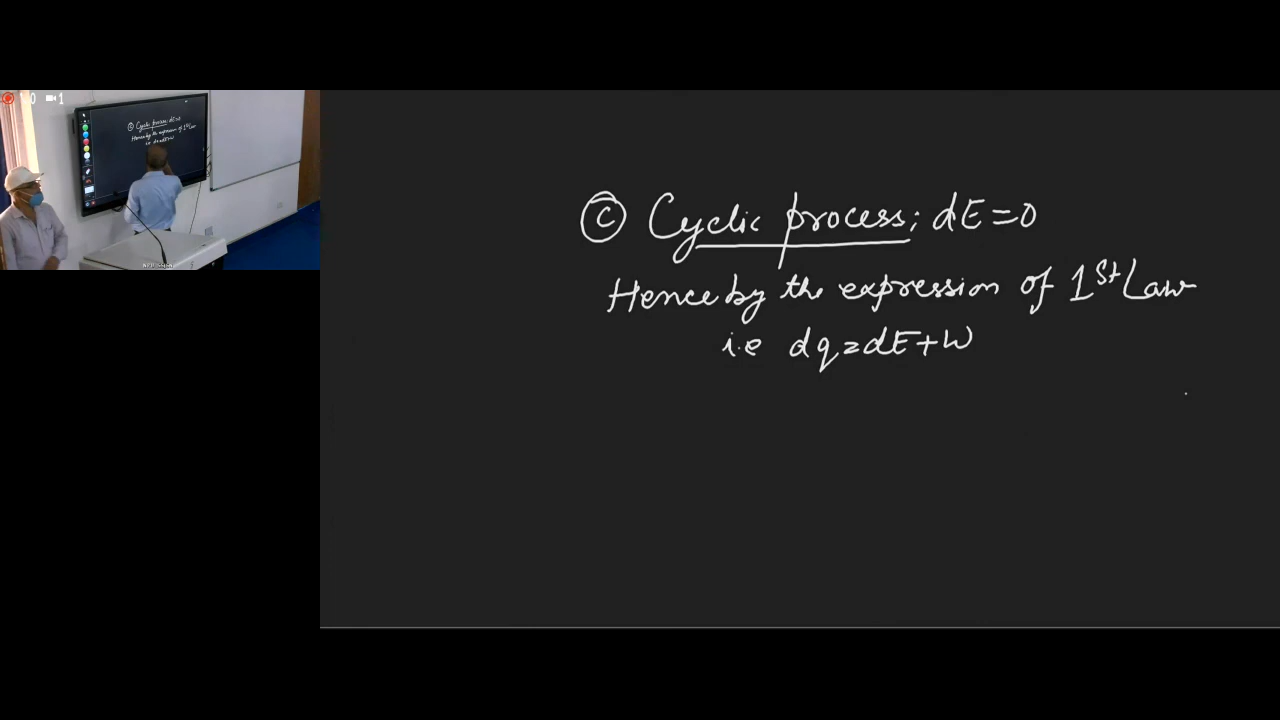 © Cyclic process; dE=0
Hence by the expression of 1st Law
i.e dq=dE+W